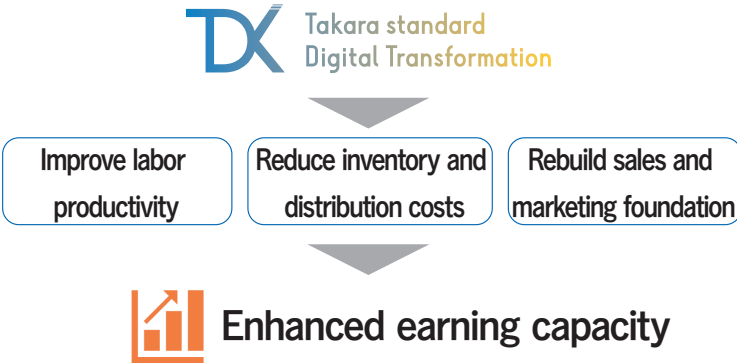 TDX
Takara standard
Digital Transformation
Improve labor
productivity
Reduce inventory and
distribution costs
Rebuild sales and
marketing foundation
Enhanced earning capacity